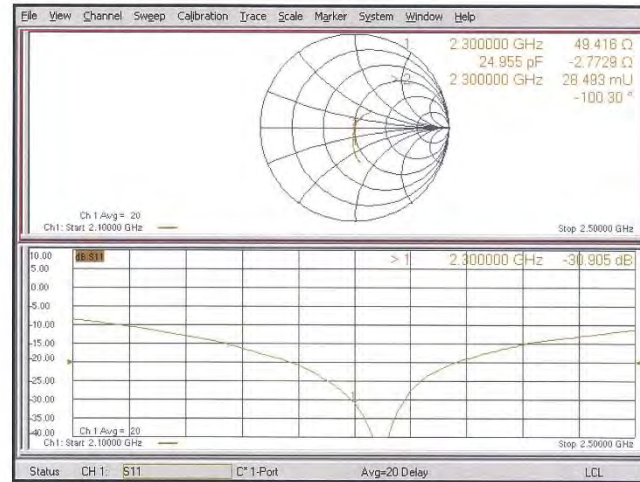 File View Channel Sweep Calibration Trace Scale Marker System Window Help
1 2.300000 GHz 49.416 Ω
24.955 pF -2.7729 Ω
> 2 2.300000 GHz 28.493 mU
-100.30 °
Ch 1 Avg = 20
Ch1: Start 2.10000 GHz Stop 2.50000 GHz
10.00 dB S11 > 1 2.300000 GHz -30.905 dB
5.00
0.00
-5.00
-10.00
-15.00
-20.00
-25.00
-30.00 1
-35.00
-40.00
Ch 1 Avg = 20
Ch1: Start 2.10000 GHz Stop 2.50000 GHz
Status CH 1: S11 C* 1-Port Avg=20 Delay LCL